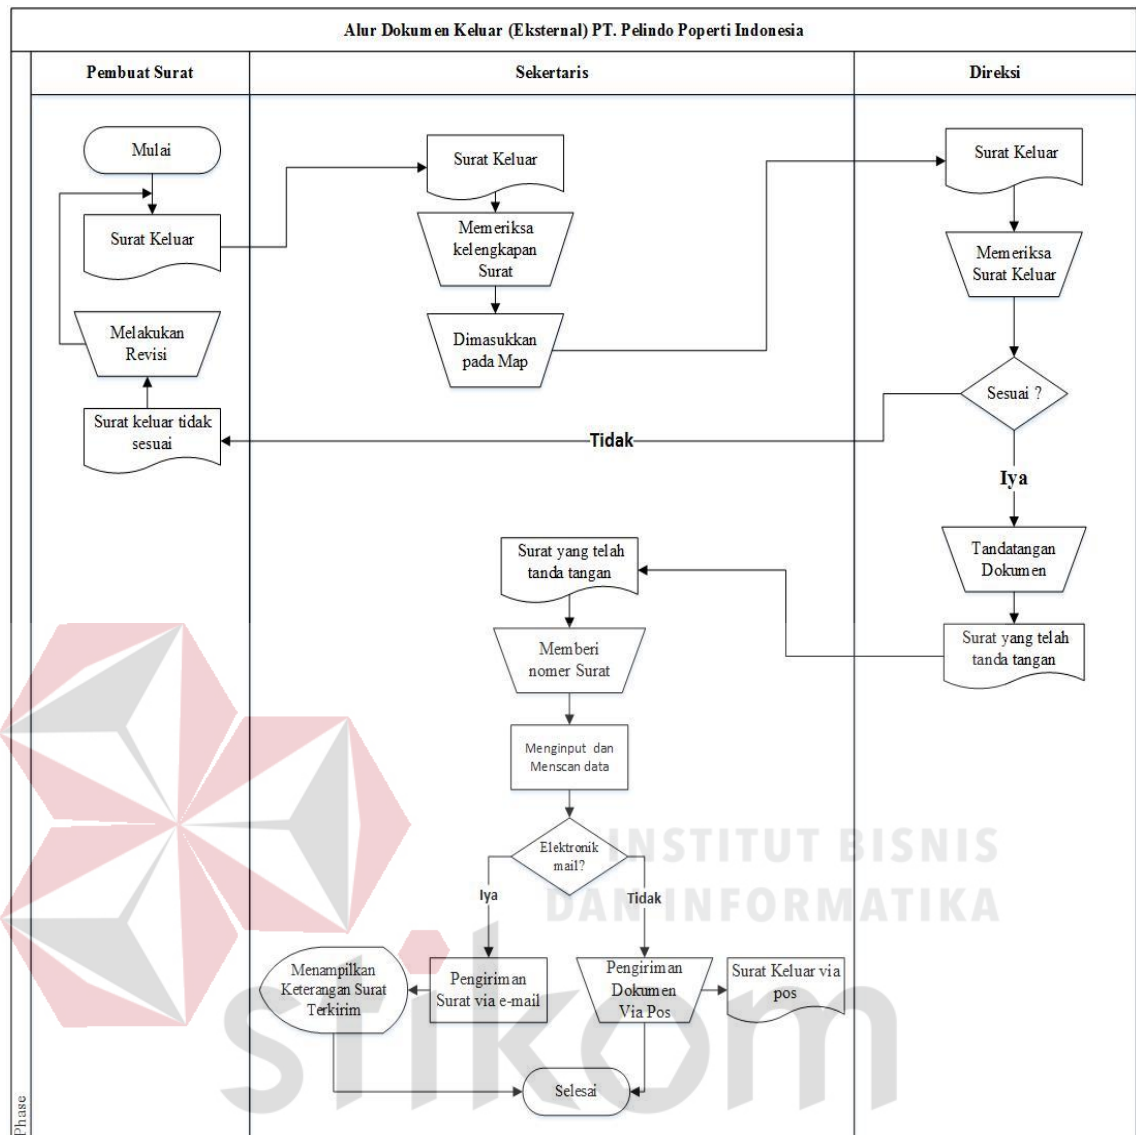 Alur Dokumen Keluar (Eksternal) PT. Pelindo Poperti Indonesia
Pembuat Surat
Sekertaris
Direksi
Mulai
Surat Keluar
Melakukan
Revisi
Surat keluar tidak
sesuai
Surat Keluar
Memeriksa
kelengkapan
Surat
Dimasukkan
pada Map
Surat Keluar
Memeriksa
Surat Keluar
Sesuai ?
Tidak
Iya
Tandatangan
Dokumen
Surat yang telah
tanda tangan
Surat yang telah
tanda tangan
Memberi
nomer Surat
Menginput dan
Menscan data
Elektronik
mail?
Iya
Tidak
Menampilkan
Keterangan Surat
Terkirim
Pengiriman
Surat via e-mail
Pengiriman
Dokumen
Via Pos
Surat Keluar via
pos
Selesai
Phase
INSTITUT BISNIS
DAN INFORMATIKA
stikom